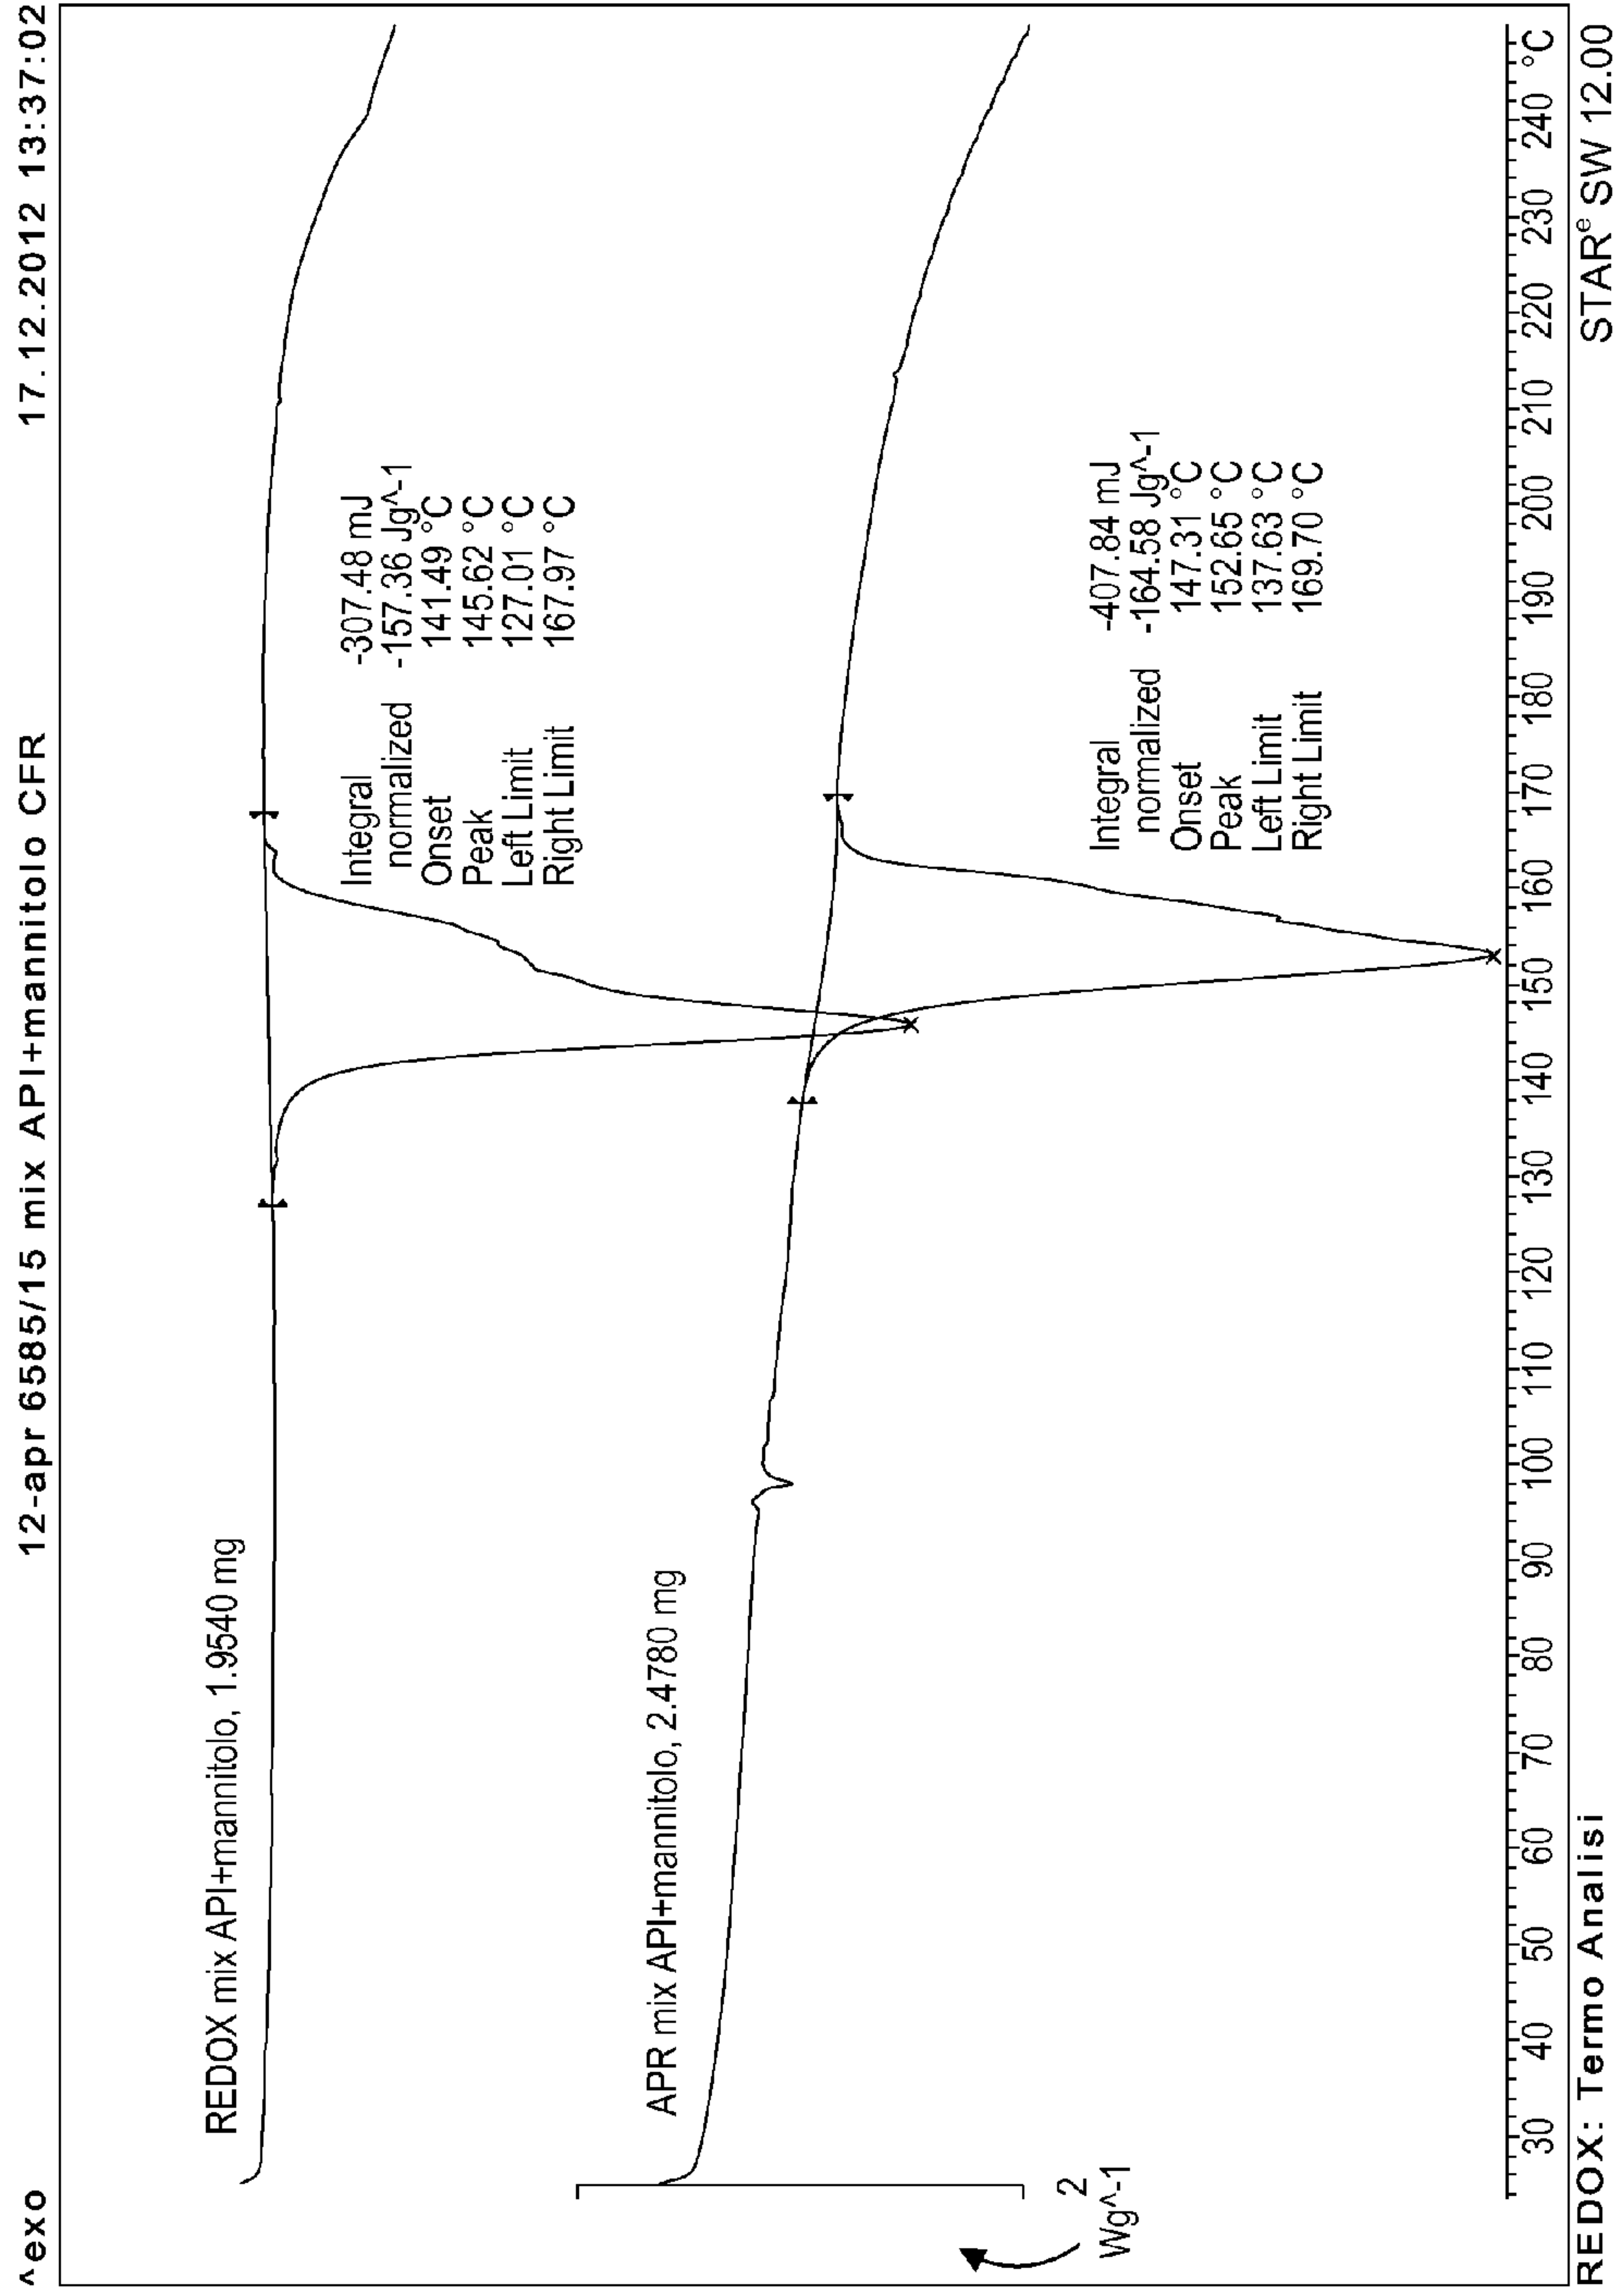 ^exo
12-apr 6585/15 mix API+mannitolo CFR
17.12.2012 13:37:02
REDOX mix API+mannitolo, 1.9540 mg
Integral -307.48 mJ
normalized -157.36 Jg^-1
Onset 141.49 °C
Peak 145.62 °C
Left Limit 127.01 °C
Right Limit 167.97 °C
APR mix API+mannitolo, 2.4780 mg
2
Wg^-1
Integral -407.84 mJ
normalized -164.58 Jg^-1
Onset 147.31 °C
Peak 152.65 °C
Left Limit 137.63 °C
Right Limit 169.70 °C
30 40 50 60 70 80 90 100 110 120 130 140 150 160 170 180 190 200 210 220 230 240 °C
REDOX: Termo Analisi
STARe SW 12.00